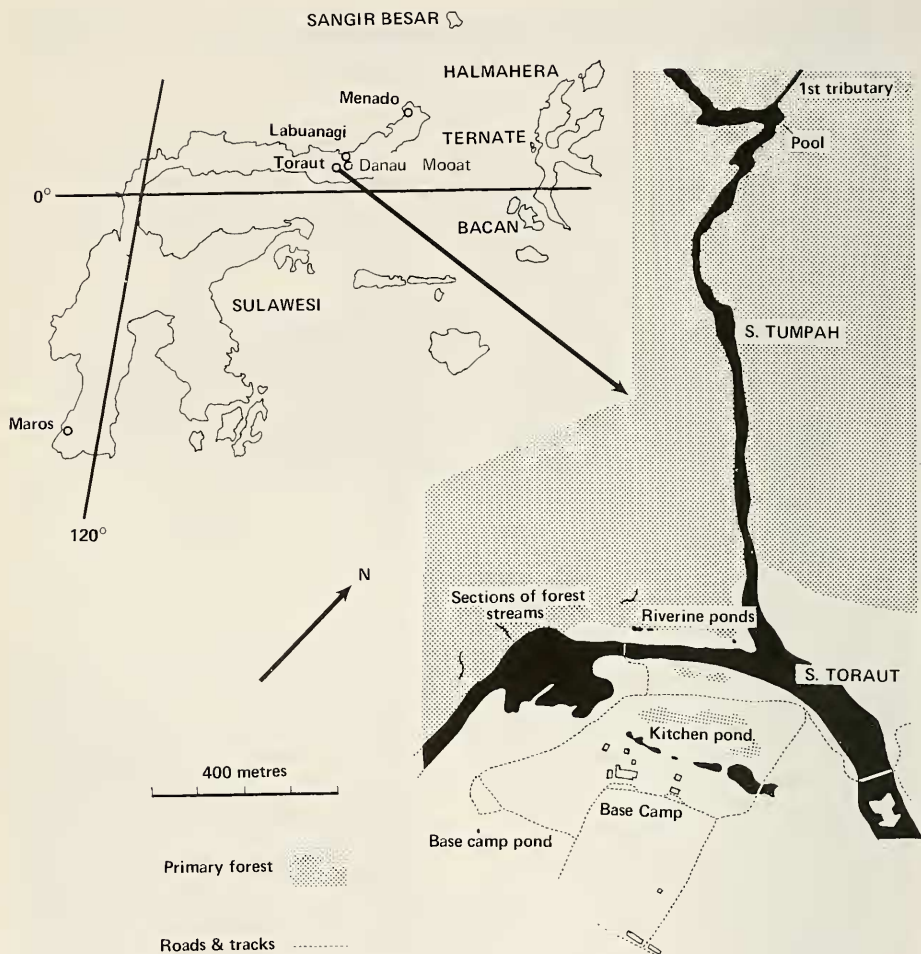 SANGIR BESAR
HALMAHERA
Menado
1st tributary
Labuanagi
TERNATE
Pool
Toraut
Danau Mooat
0°
BACAN
SULAWESI
S. TUMPAH
Maros
120°
N
Sections of forest
streams
Riverine ponds
S. TORAUT
Kitchen pond
400 metres
Base Camp
Base camp pond
Primary forest
Roads & tracks